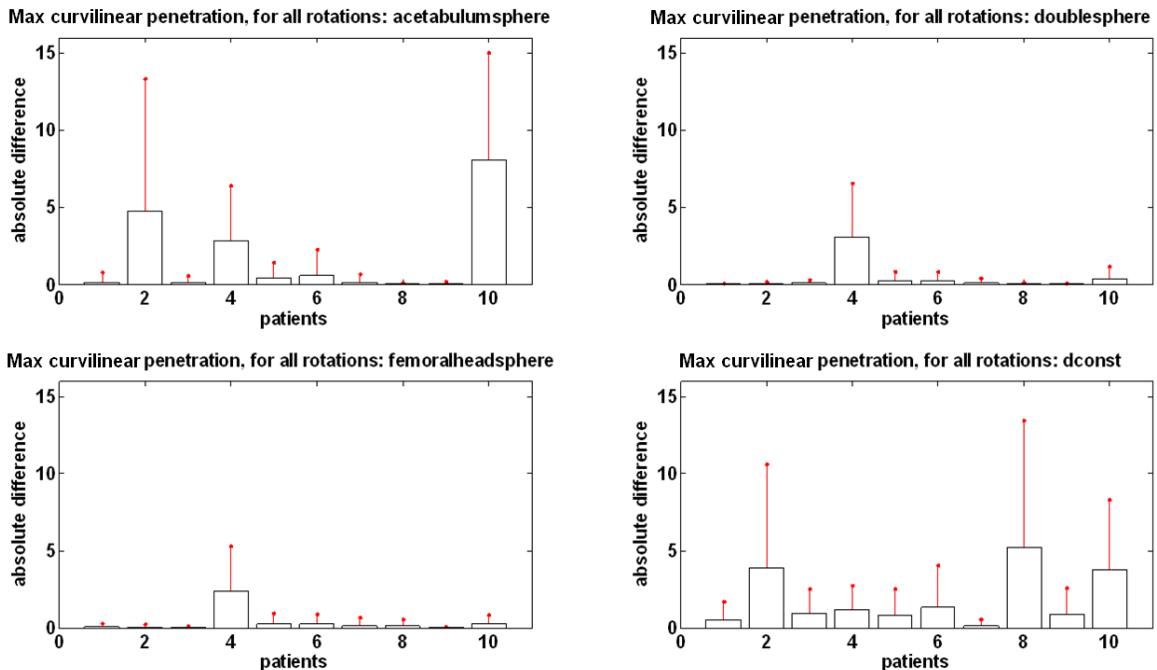 Max curvilinear penetration, for all rotations: acetabulumsphere
15
10
5
0
absolute difference
0 2 4 6 8 10
patients
Max curvilinear penetration, for all rotations: doublesphere
15
10
5
0
absolute difference
0 2 4 6 8 10
patients
Max curvilinear penetration, for all rotations: femoralheadsphere
15
10
5
0
absolute difference
0 2 4 6 8 10
patients
Max curvilinear penetration, for all rotations: dconst
15
10
5
0
absolute difference
0 2 4 6 8 10
patients